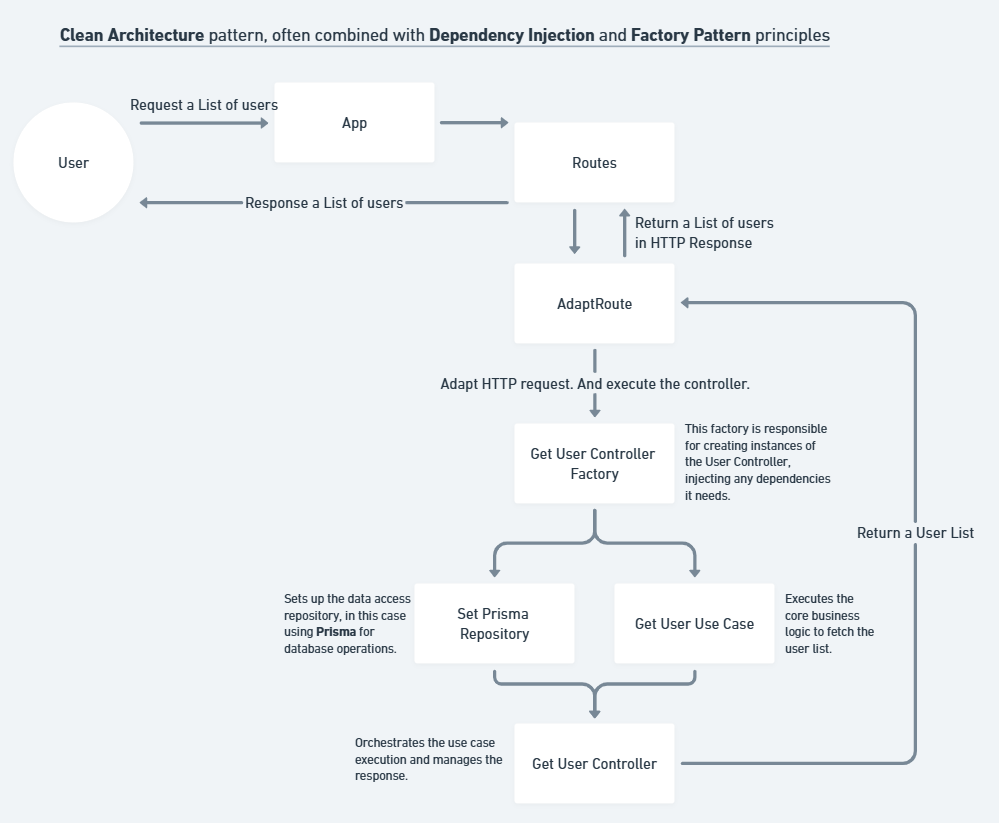 Clean Architecture pattern, often combined with Dependency Injection and Factory Pattern principles
Request a List of users
User
App
Routes
Response a List of users
Return a List of users
in HTTP Response
AdaptRoute
Adapt HTTP request. And execute the controller.
Get User Controller
Factory
This factory is responsible
for creating instances of
the User Controller,
injecting any dependencies
it needs.
Return a User List
Sets up the data access
repository, in this case
using Prisma for
database operations.
Set Prisma
Repository
Get User Use Case
Executes the
core business
logic to fetch the
user list.
Orchestrates the use case
execution and manages the
response.
Get User Controller